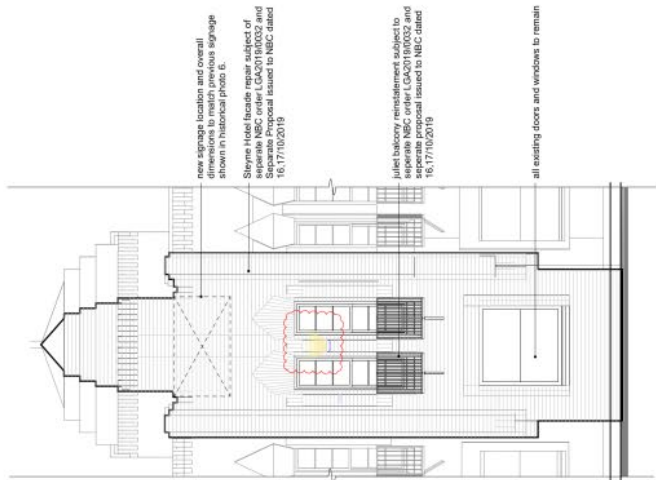 new signage location and overall
dimensions to match previous signage
shown in historical photo 6.
Steyne Hotel facade repair subject of
seperate NBC order LGA2019/0032 and
Separate Proposal issued to NBC dated
16,17/10/2019
juliet balcony reinstatement subject to
seperate NBC order LGA2019/0032 and
seperate proposal issued to NBC dated
16,17/10/2019
all existing doors and windows to remain